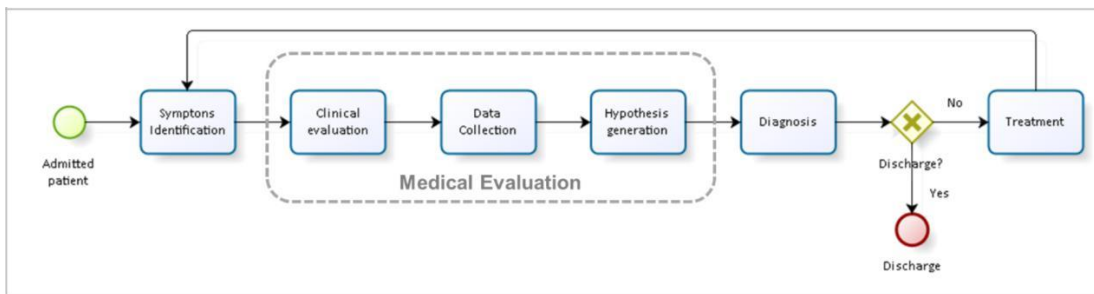 Admitted
patient
Symptons
Identification
Clinical
evaluation
Data
Collection
Hypothesis
generation
Medical Evaluation
Diagnosis
Discharge?
No
Yes
Treatment
Discharge